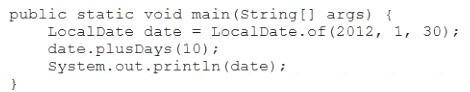 public static void main(String[] args) {
    LocalDate date = LocalDate.of(2012, 1, 30);
    date.plusDays(10);
    System.out.println(date);
}